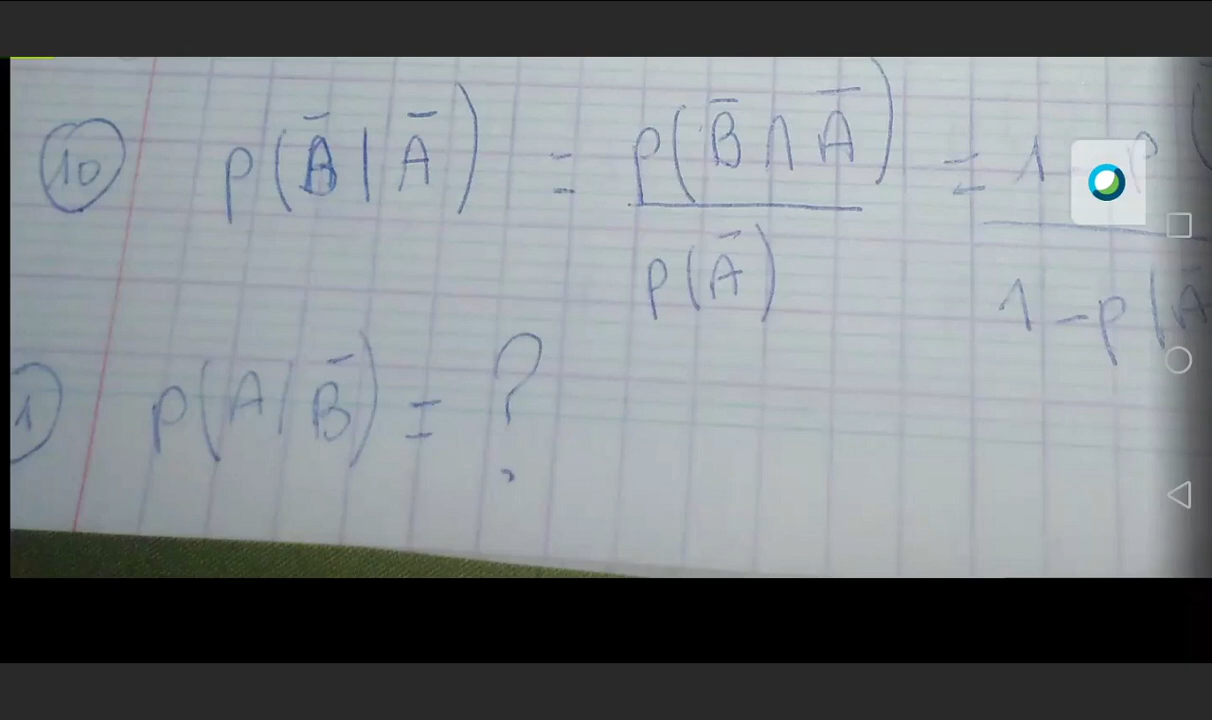 10 p(B̅ | A̅) = p(B̅ ∩ A̅) / p(A̅) = 1 / 1 - p(A
1 p(A | B̅) = ?